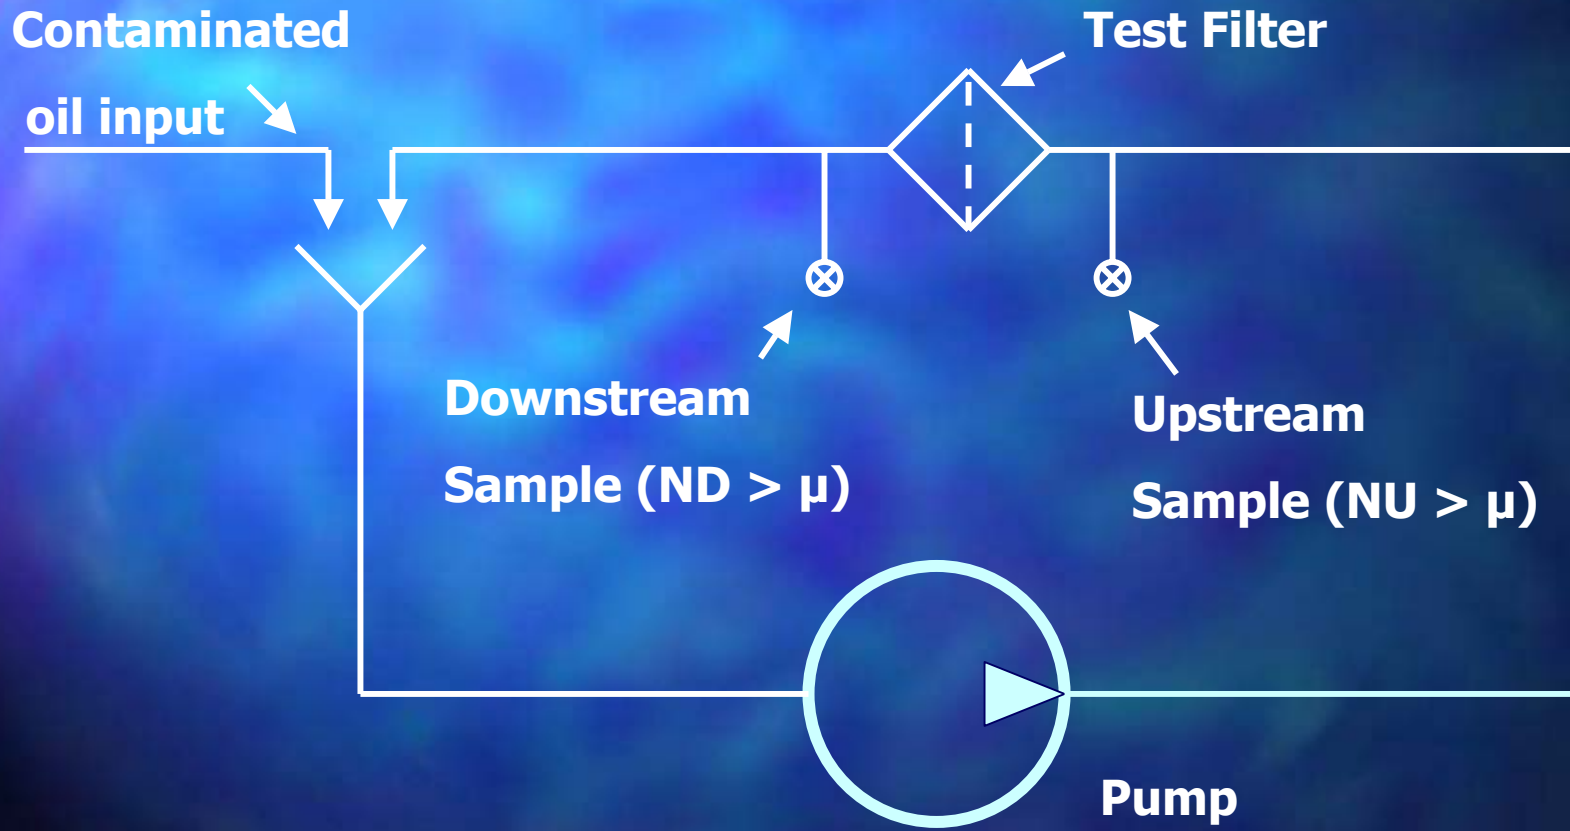 Contaminated
oil input
Test Filter
Downstream
Sample (ND > μ)
Upstream
Sample (NU > μ)
Pump